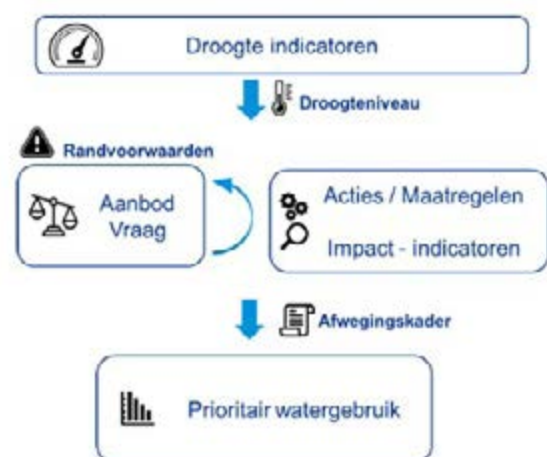 Droogte indicatoren
Droogteniveau
Randvoorwaarden
Aanbod
Vraag
Acties / Maatregelen
Impact - indicatoren
Afwegingskader
Prioritair watergebruik